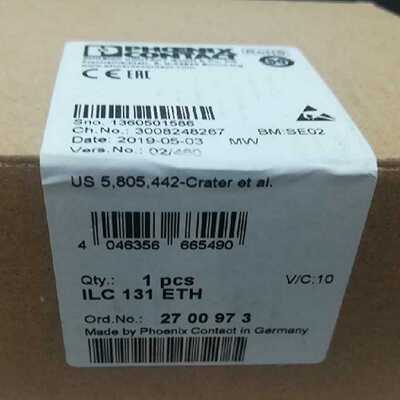 PHOENIX
CONTACT
RoHS
CE EAC
Sno. 1360501586
Ch.No.: 3008248267 BM:SE02
Date: 2019-05-03 MW
Vers.No.: 02/460
US 5,805,442-Crater et al.
4 046356 665490
Qty.: 1 pcs V/C:10
ILC 131 ETH
Ord.No.: 27 00 97 3
Made by Phoenix Contact in Germany